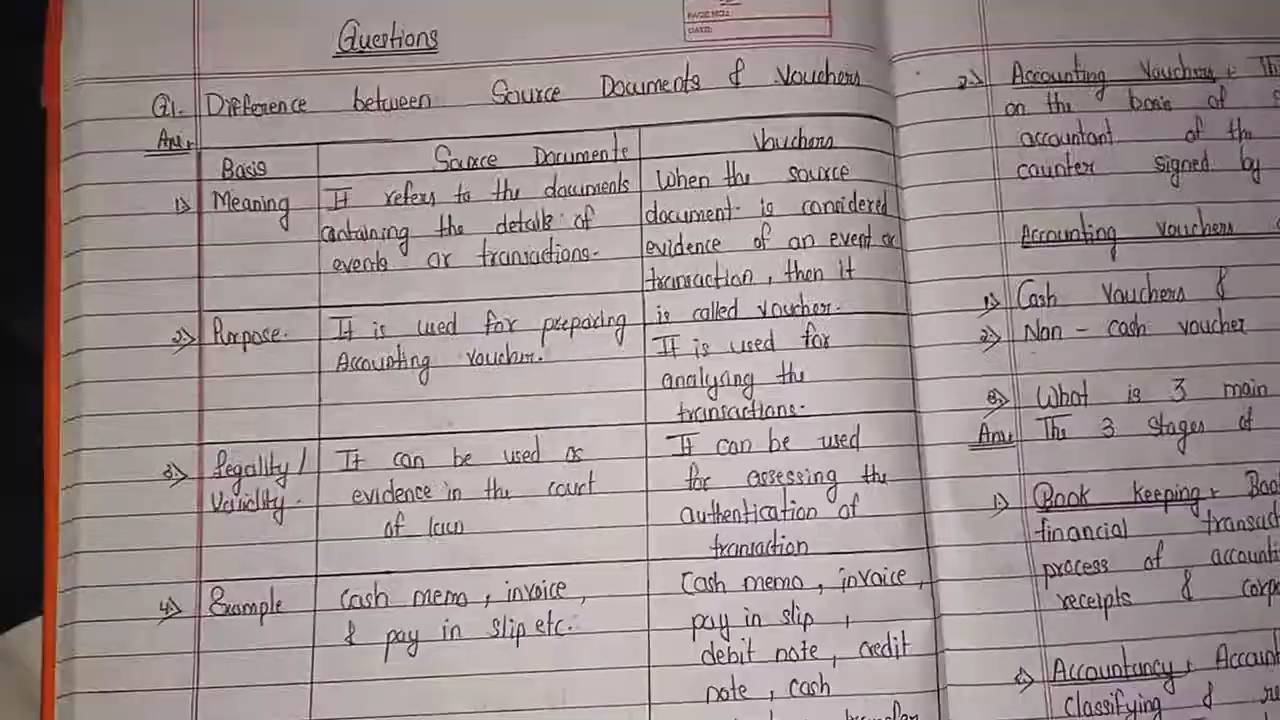 Questions
PAGE NO.:
DATE:
Q1. Difference between Source Documents & Vouchers
Ans,
Basis
Source Documents
Vouchers
1) Meaning
It refers to the documents
containing the details of
events or transactions.
When the source
document is considered
evidence of an event or
transaction, then it
is called voucher.
2) Purpose.
It is used for preparing
Accounting voucher.
It is used for
analysing the
transactions.
3) Legality/
Validity.
It can be used as
evidence in the court
of law
It can be used
for assessing the
authentication of
transaction
4) Example
Cash memo, invoice,
& pay in slip etc.
Cash memo, invoice,
pay in slip,
debit note, credit
note, cash
2) Accounting Vouchers
on the basis of
accountant of the
counter signed by
Accounting vouchers
1) Cash Vouchers &
2) Non - cash voucher
8) What is 3 main
Ans, The 3 stages of
1) Book keeping,
financial
process of
receipts &
Accountancy,
classifying &